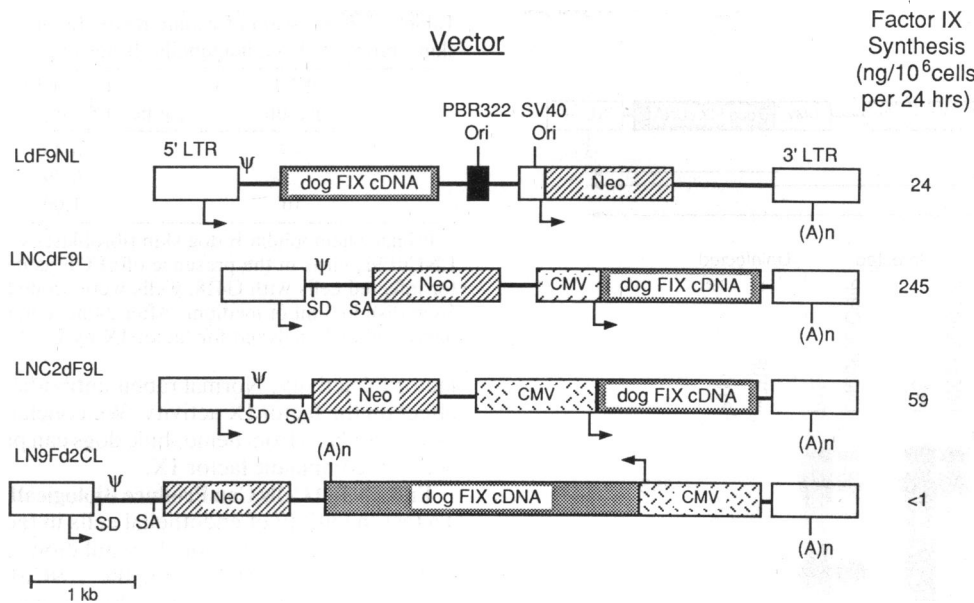 Vector
Factor IX
Synthesis
(ng/10⁶cells
per 24 hrs)
PBR322 SV40
Ori Ori
LdF9NL 5' LTR ψ dog FIX cDNA Neo 3' LTR 24
(A)n
LNCdF9L ψ SD SA Neo CMV dog FIX cDNA 245
(A)n
LNC2dF9L ψ SD SA Neo CMV dog FIX cDNA 59
(A)n
(A)n
LN9Fd2CL ψ SD SA Neo dog FIX cDNA CMV <1
(A)n
1 kb